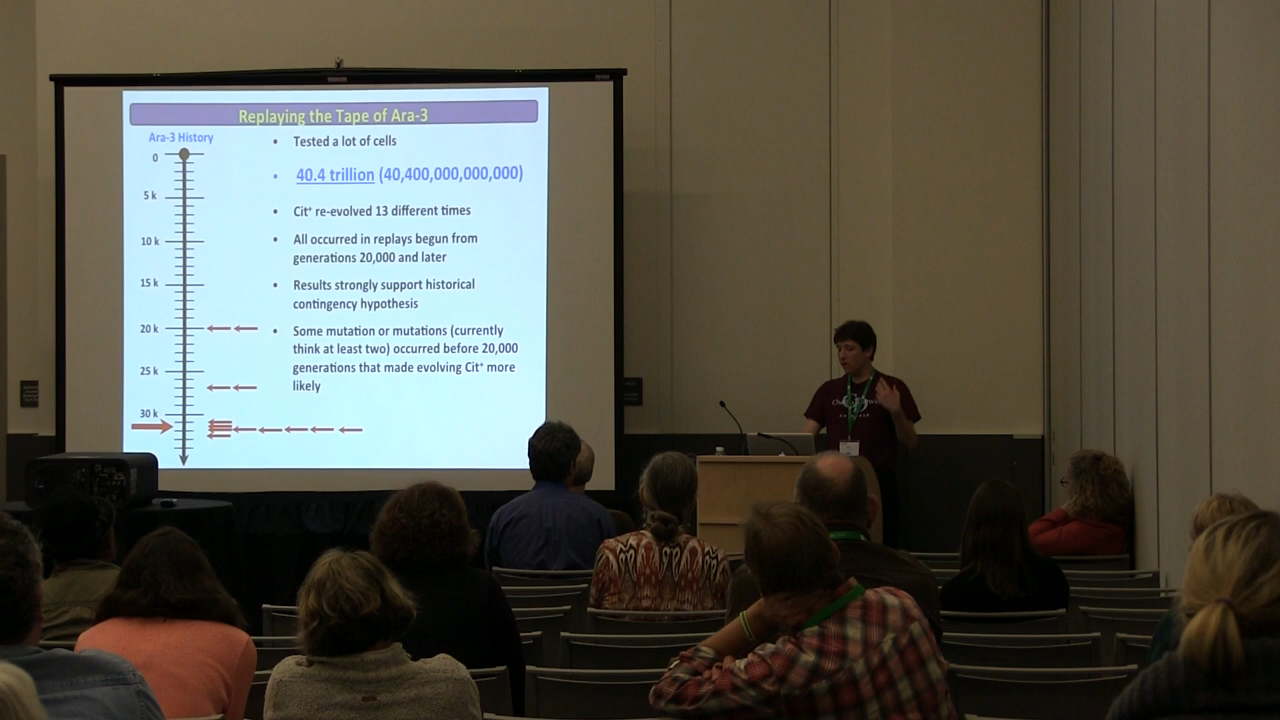 Replaying the Tape of Ara-3
Ara-3 History
0
5 k
10 k
15 k
20 k
25 k
30 k
• Tested a lot of cells
• 40.4 trillion (40,400,000,000,000)
• Cit⁺ re-evolved 13 different times
• All occurred in replays begun from
generations 20,000 and later
• Results strongly support historical
contingency hypothesis
• Some mutation or mutations (currently
think at least two) occurred before 20,000
generations that made evolving Cit⁺ more
likely